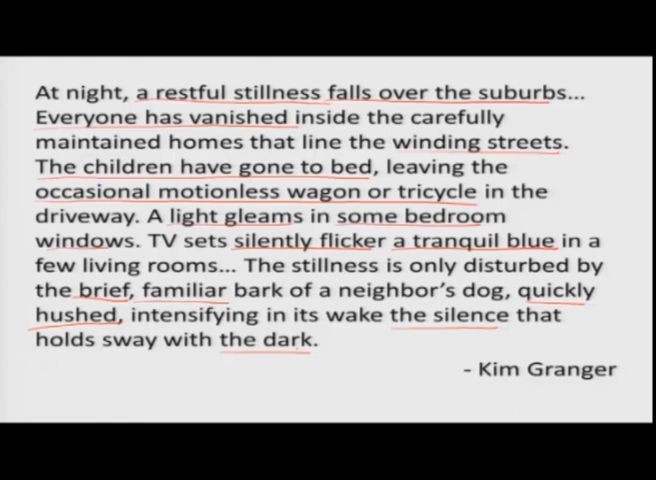 At night, a restful stillness falls over the suburbs...
Everyone has vanished inside the carefully
maintained homes that line the winding streets.
The children have gone to bed, leaving the
occasional motionless wagon or tricycle in the
driveway. A light gleams in some bedroom
windows. TV sets silently flicker a tranquil blue in a
few living rooms... The stillness is only disturbed by
the brief, familiar bark of a neighbor's dog, quickly
hushed, intensifying in its wake the silence that
holds sway with the dark.
- Kim Granger